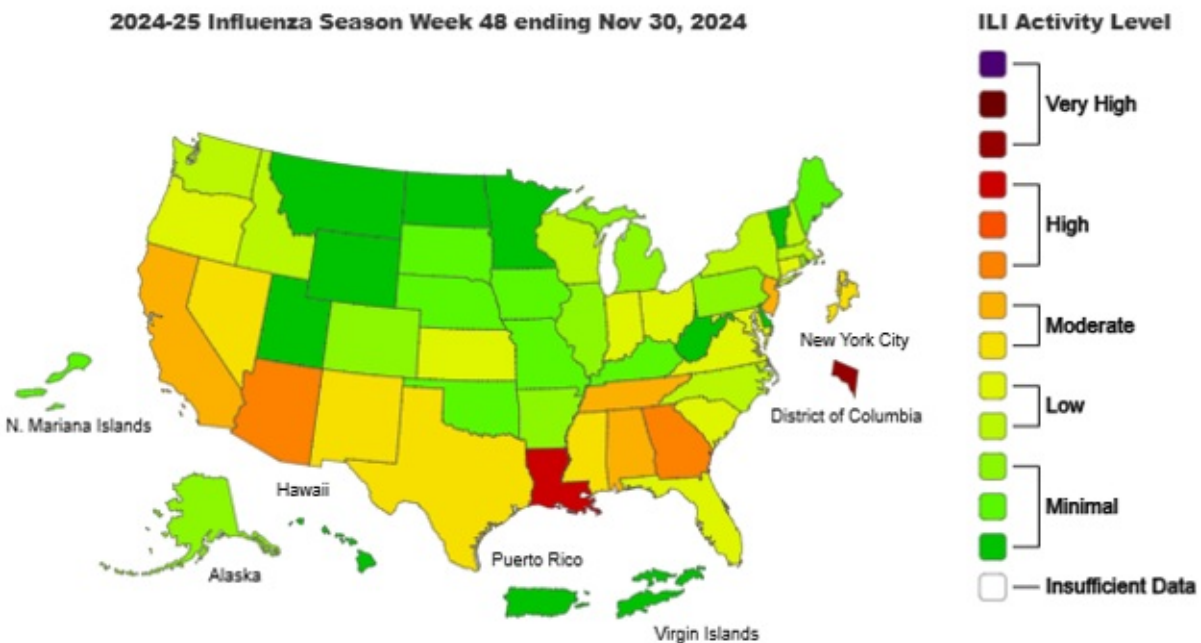 2024-25 Influenza Season Week 48 ending Nov 30, 2024
ILI Activity Level
Very High
High
Moderate
Low
Minimal
Insufficient Data
New York City
District of Columbia
N. Mariana Islands
Hawaii
Alaska
Puerto Rico
Virgin Islands